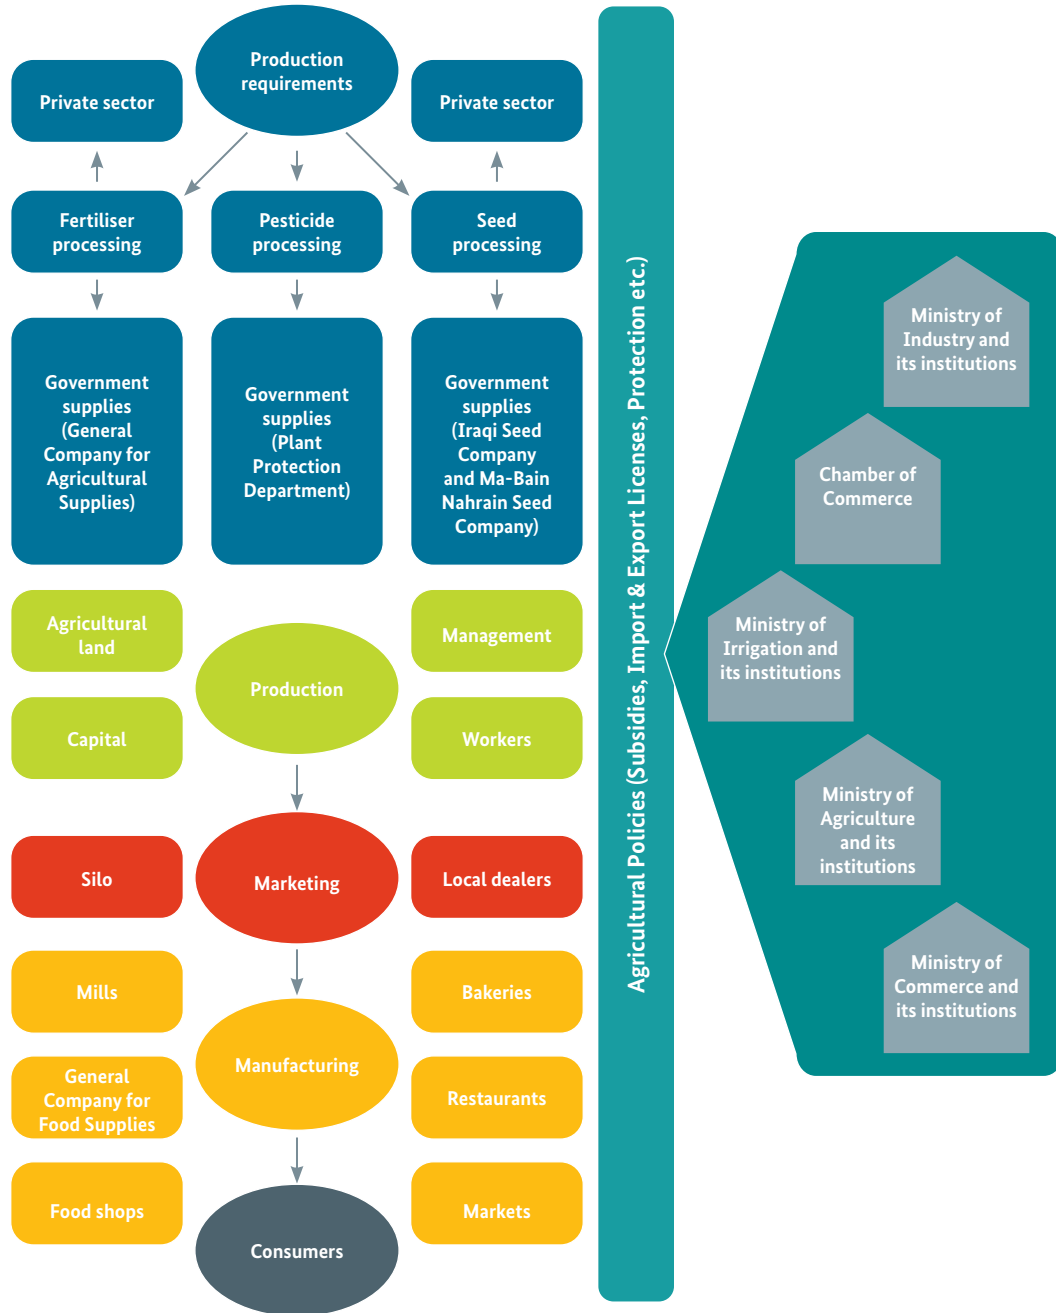 Production
requirements
Private sector
Private sector
Fertiliser
processing
Pesticide
processing
Seed
processing
Government
supplies
(General
Company for
Agricultural
Supplies)
Government
supplies
(Plant
Protection
Department)
Government
supplies
(Iraqi Seed
Company
and Ma-Bain
Nahrain Seed
Company)
Agricultural
land
Management
Production
Capital
Workers
Silo
Marketing
Local dealers
Mills
Bakeries
Manufacturing
General
Company for
Food Supplies
Restaurants
Food shops
Markets
Consumers
Agricultural Policies (Subsidies, Import & Export Licenses, Protection etc.)
Ministry of
Industry and
its institutions
Chamber of
Commerce
Ministry of
Irrigation and
its institutions
Ministry of
Agriculture
and its
institutions
Ministry of
Commerce and
its institutions